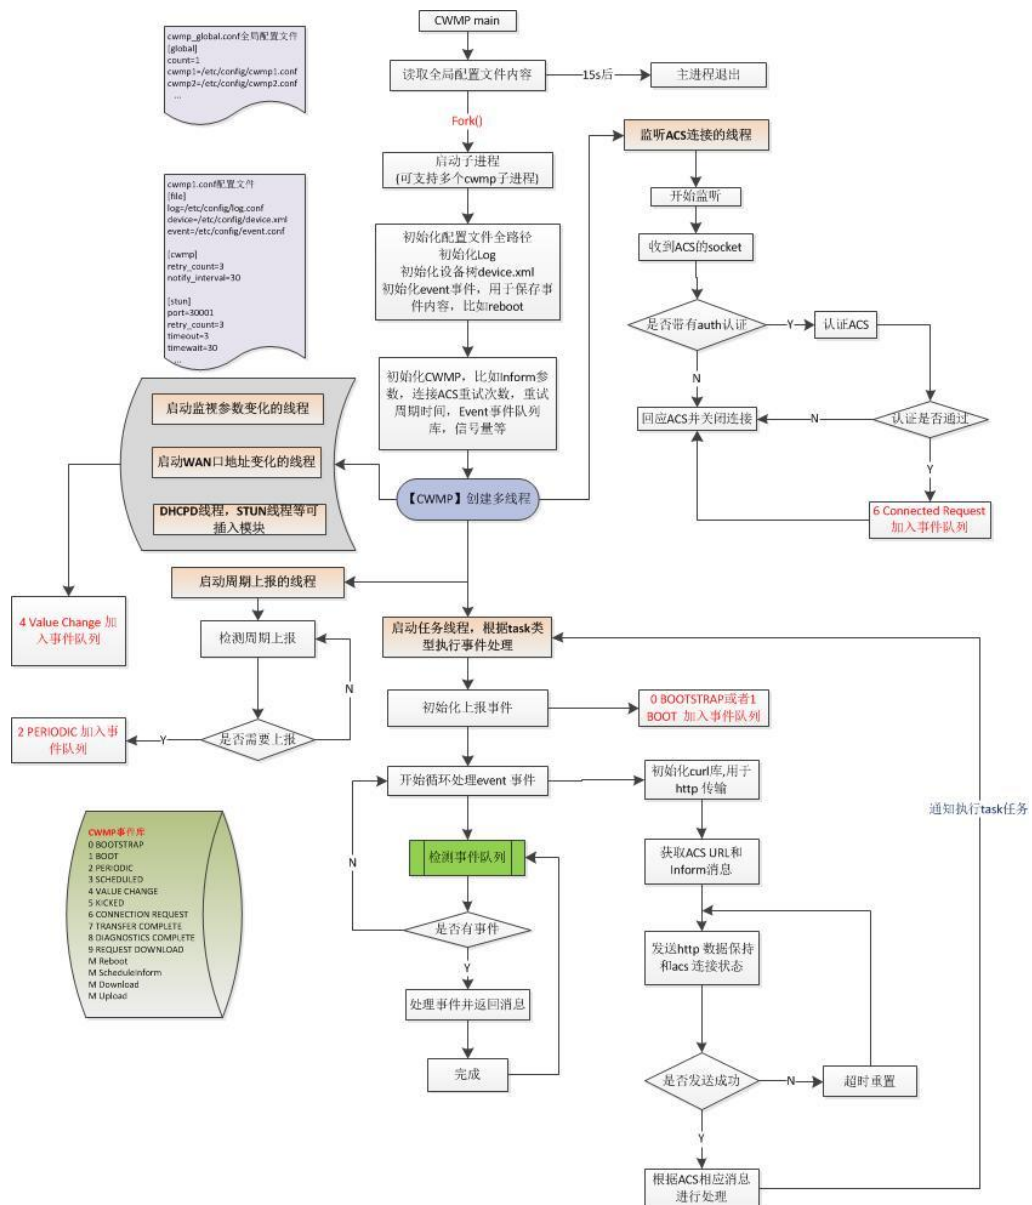 CWMP main
cwmp_global.conf全局配置文件
[global]
count=1
cwmp1=/etc/config/cwmp1.conf
cwmp2=/etc/config/cwmp2.conf
...
读取全局配置文件内容
15s后
主进程退出
Fork()
启动子进程
(可支持多个cwmp子进程)
监听ACS连接的线程
开始监听
收到ACS的socket
是否带有auth认证
Y
认证ACS
N
回应ACS并关闭连接
N
认证是否通过
Y
6 Connected Request
加入事件队列
cwmp1.conf配置文件
[file]
log=/etc/config/log.conf
device=/etc/config/device.xml
event=/etc/config/event.conf
[cwmp]
retry_count=3
notify_interval=30
[stun]
port=30001
retry_count=3
timeout=3
timewait=30
...
初始化配置文件全路径
初始化Log
初始化设备树device.xml
初始化event事件，用于保存事
件内容，比如reboot
初始化CWMP，比如Inform参
数，连接ACS重试次数，重试
周期时间，Event事件队列
库，信号量等
启动监视参数变化的线程
启动WAN口地址变化的线程
DHCPD线程，STUN线程等可
插入模块
【CWMP】创建多线程
4 Value Change 加
入事件队列
启动周期上报的线程
检测周期上报
N
是否需要上报
Y
2 PERIODIC 加入事
件队列
启动任务线程，根据task类
型执行事件处理
初始化上报事件
0 BOOTSTRAP或者1
BOOT 加入事件队列
开始循环处理event 事件
检测事件队列
N
是否有事件
Y
处理事件并返回消息
完成
初始化curl库,用于
http 传输
获取ACS URL和
Inform消息
发送http 数据保持
和acs 连接状态
是否发送成功
N
超时重置
Y
根据ACS相应消息
进行处理
通知执行task任务
CWMP事件库
0 BOOTSTRAP
1 BOOT
2 PERIODIC
3 SCHEDULED
4 VALUE CHANGE
5 KICKED
6 CONNECTION REQUEST
7 TRANSFER COMPLETE
8 DIAGNOSTICS COMPLETE
9 REQUEST DOWNLOAD
M Reboot
M ScheduleInform
M Download
M Upload